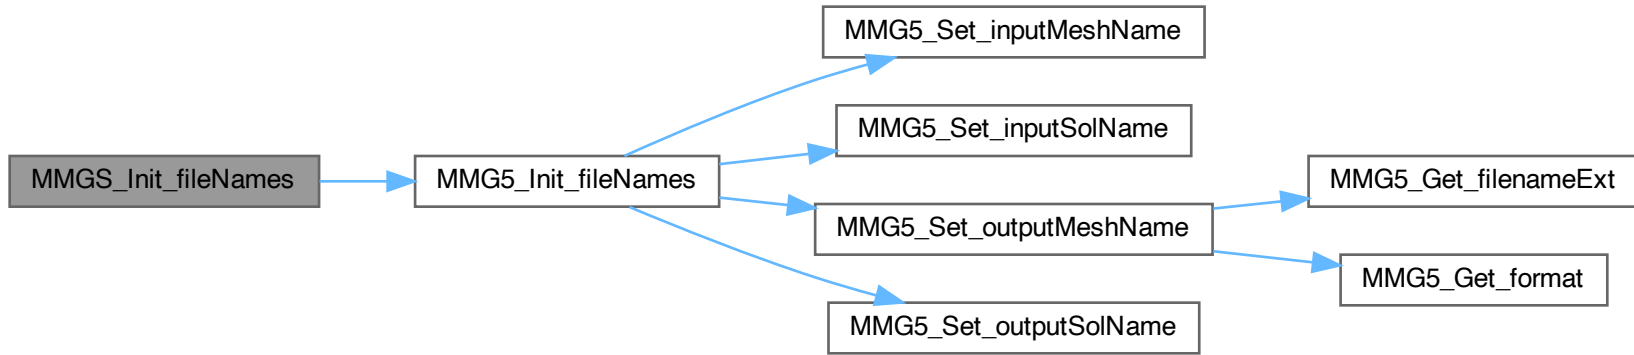 MMG5_Set_inputMeshName
MMG5_Set_inputSolName
MMGS_Init_fileNames
MMG5_Init_fileNames
MMG5_Get_filenameExt
MMG5_Set_outputMeshName
MMG5_Get_format
MMG5_Set_outputSolName